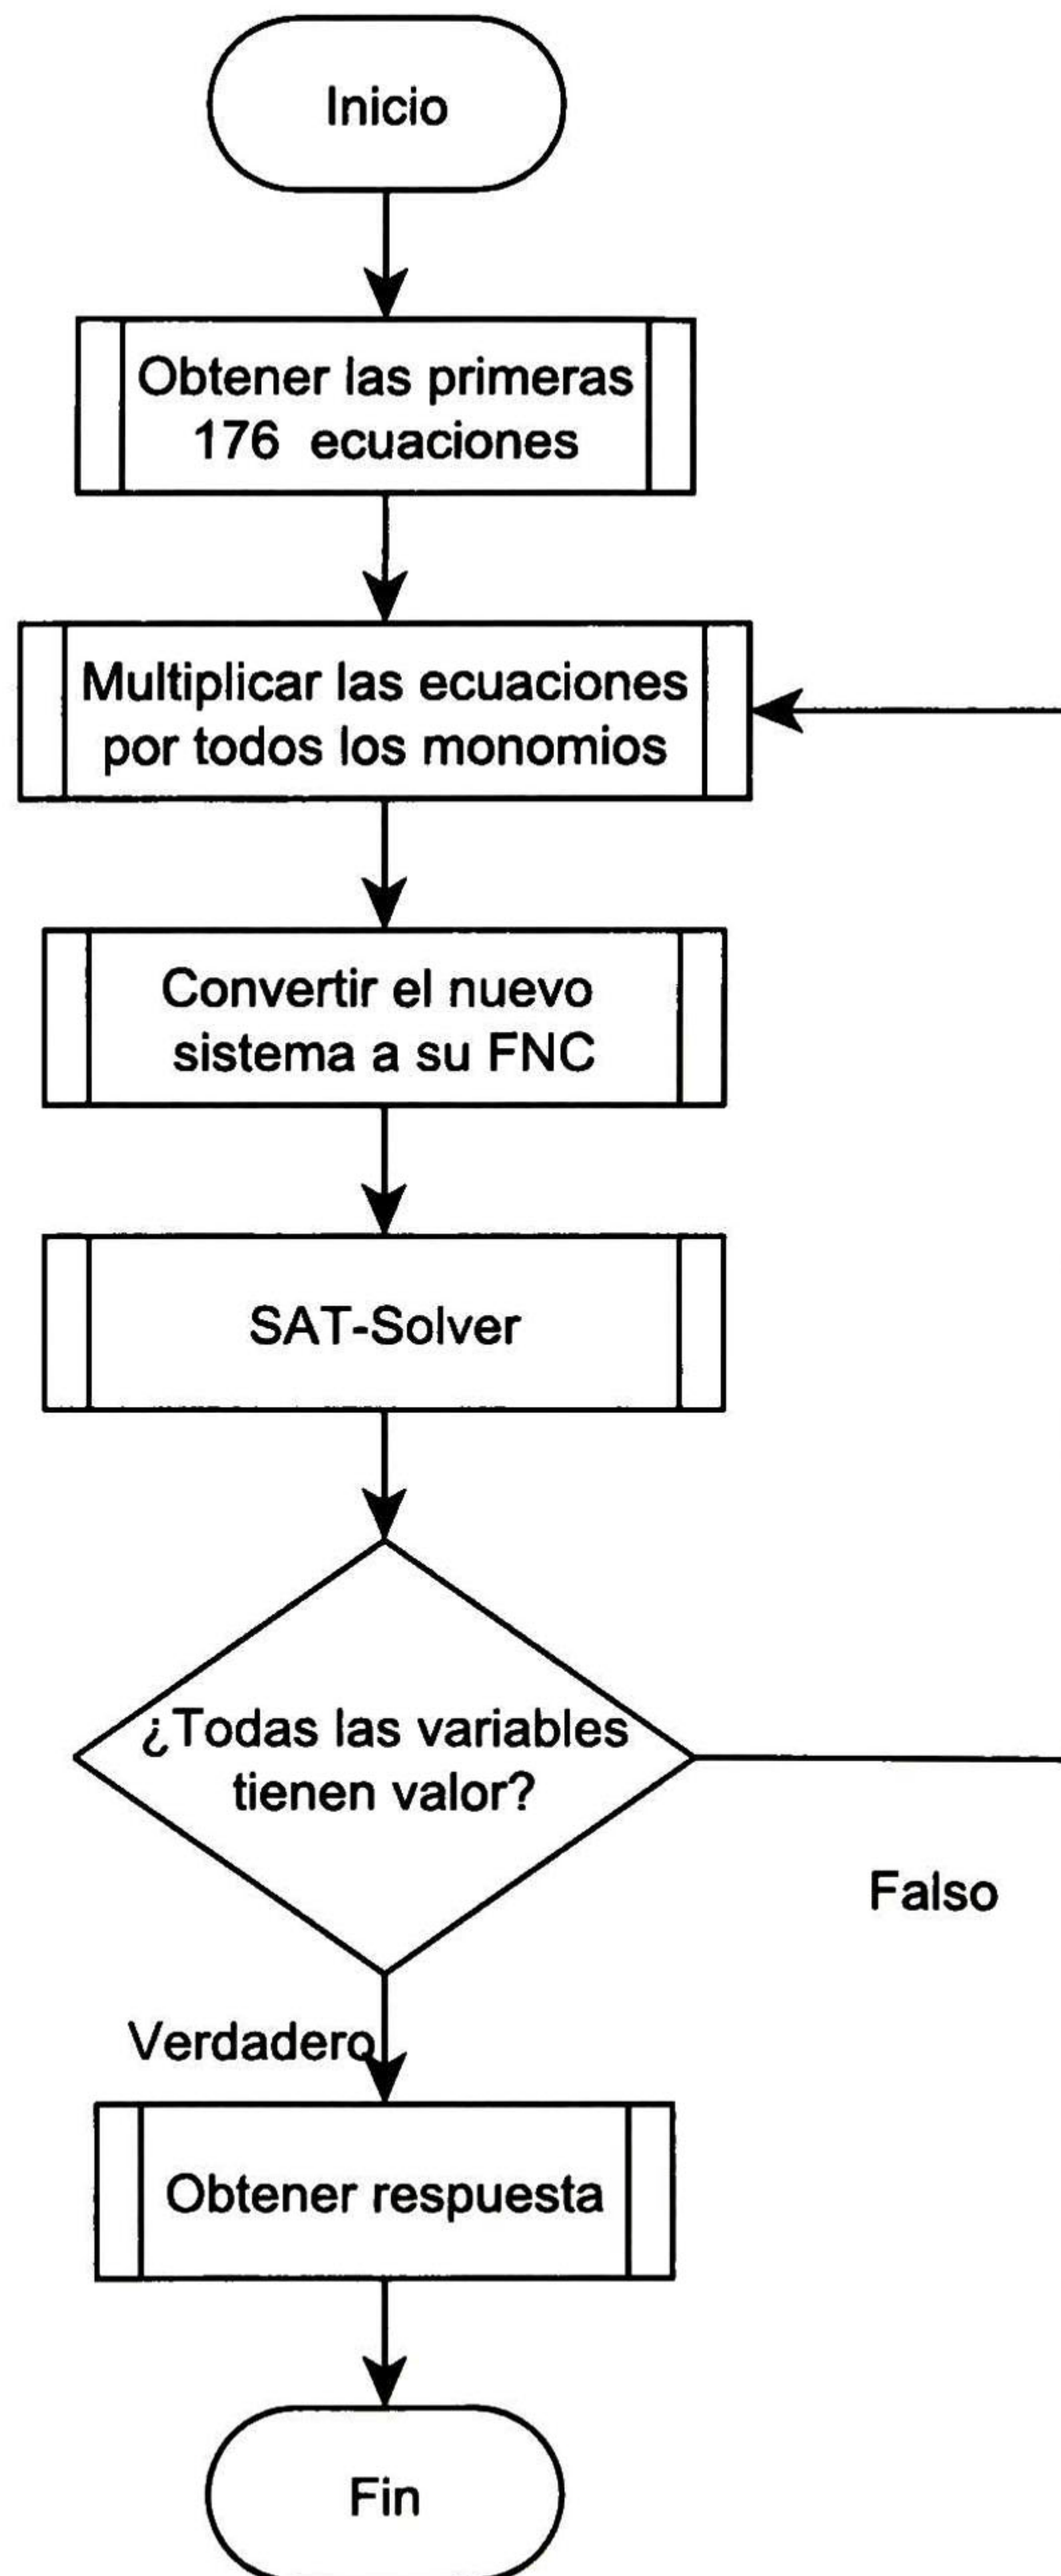 Inicio
Obtener las primeras
176 ecuaciones
Multiplicar las ecuaciones
por todos los monomios
Convertir el nuevo
sistema a su FNC
SAT-Solver
¿Todas las variables
tienen valor?
Falso
Verdadero
Obtener respuesta
Fin